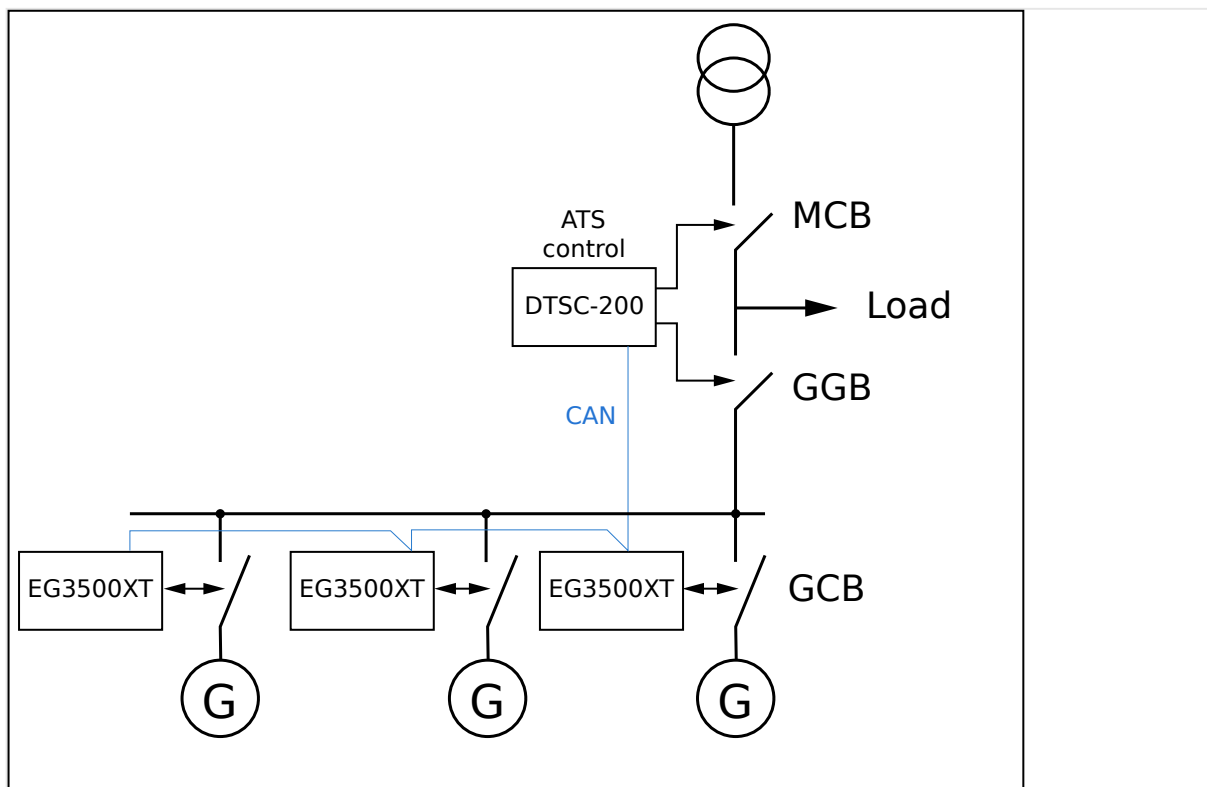 MCB
ATS
control
DTSC-200
Load
GGB
CAN
EG3500XT
EG3500XT
EG3500XT
GCB
G
G
G